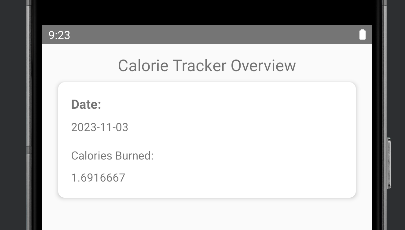 9:23
Calorie Tracker Overview
Date:
2023-11-03
Calories Burned:
1.6916667